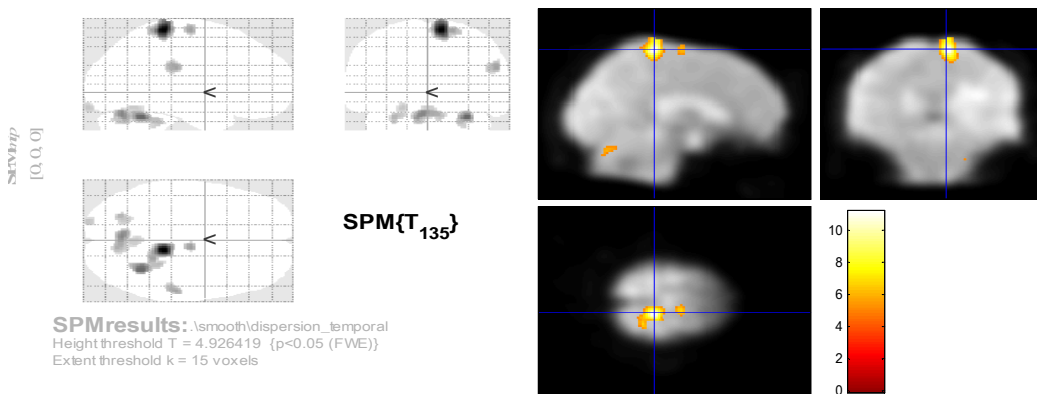 SPMmip
[0, 0, 0]
<
<
<
SPM{T135}
SPMresults:.\smooth\dispersion_temporal
Height threshold T = 4.926419 {p<0.05 (FWE)}
Extent threshold k = 15 voxels
10
8
6
4
2
0